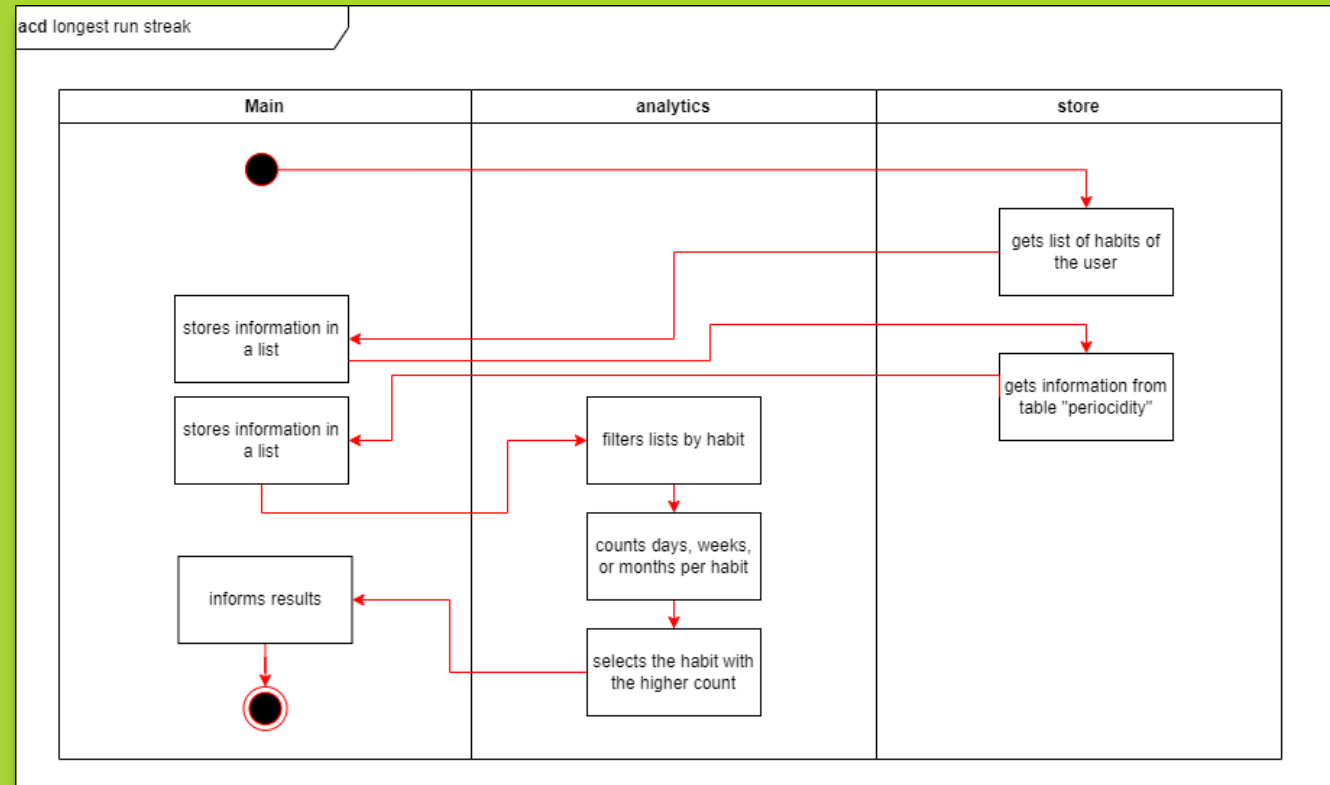 acd longest run streak
Main
analytics
store
gets list of habits of
the user
stores information in
a list
gets information from
table "periocidity"
stores information in
a list
filters lists by habit
counts days, weeks,
or months per habit
selects the habit with
the higher count
informs results